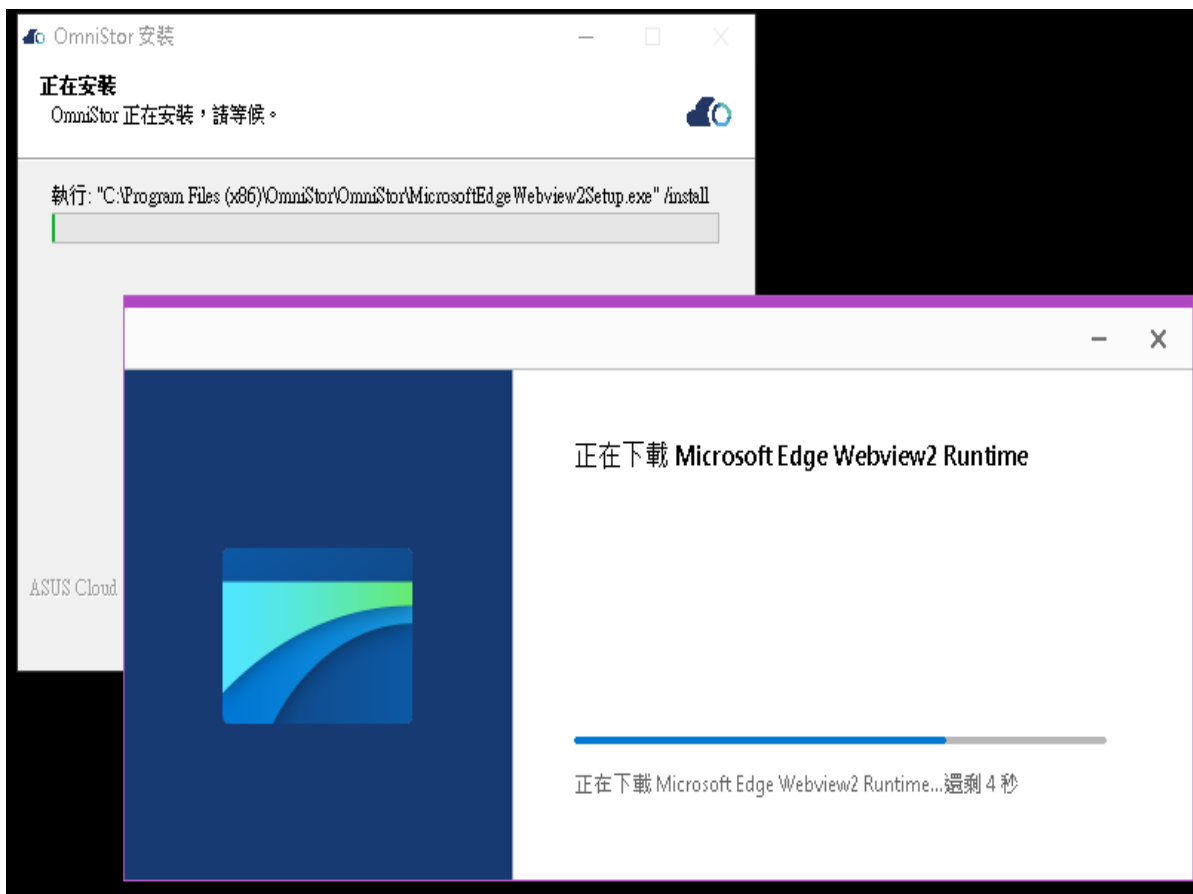 OmniStor 安裝
正在安裝
OmniStor 正在安裝，請等候。
執行: "C:\Program Files (x86)\OmniStor\OmniStor\MicrosoftEdgeWebview2Setup.exe" /install
正在下載 Microsoft Edge Webview2 Runtime
ASUS Cloud
正在下載 Microsoft Edge Webview2 Runtime...還剩 4 秒